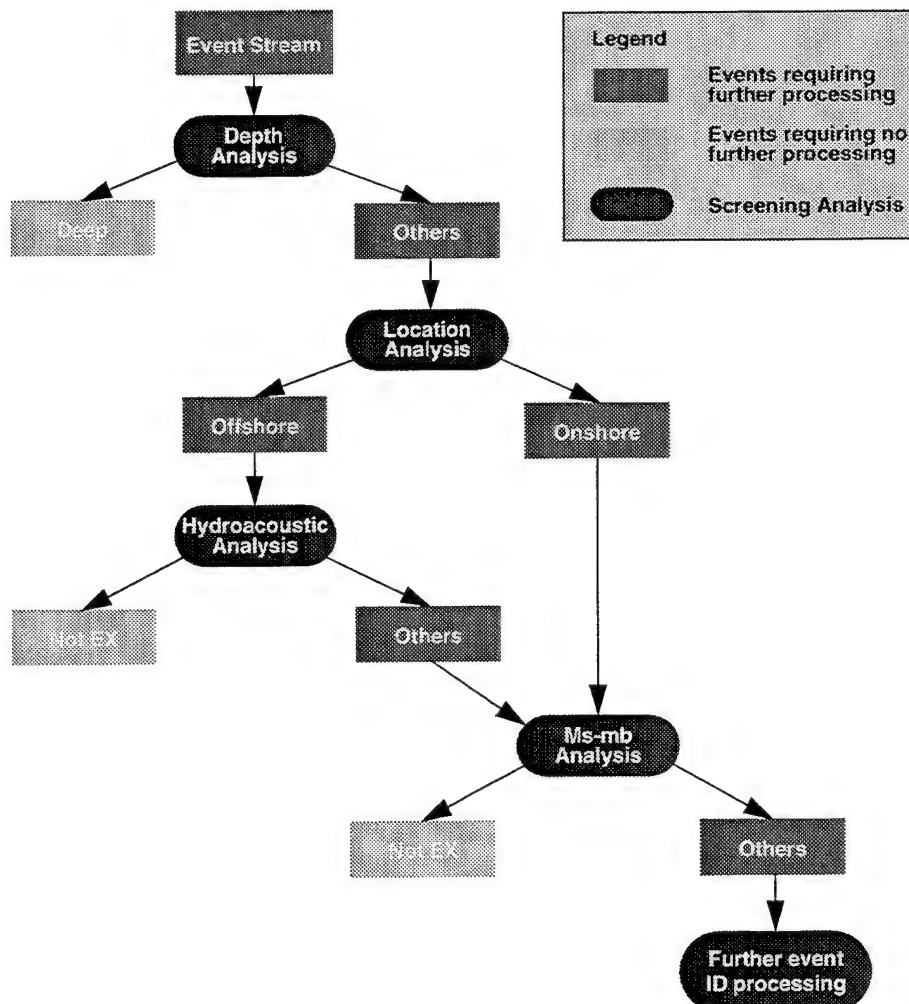 Event Stream
Legend
Events requiring
further processing
Events requiring no
further processing
Screening Analysis
Depth
Analysis
Deep
Others
Location
Analysis
Offshore
Onshore
Hydroacoustic
Analysis
Not EX
Others
Ms-mb
Analysis
Not EX
Others
Further event
ID processing